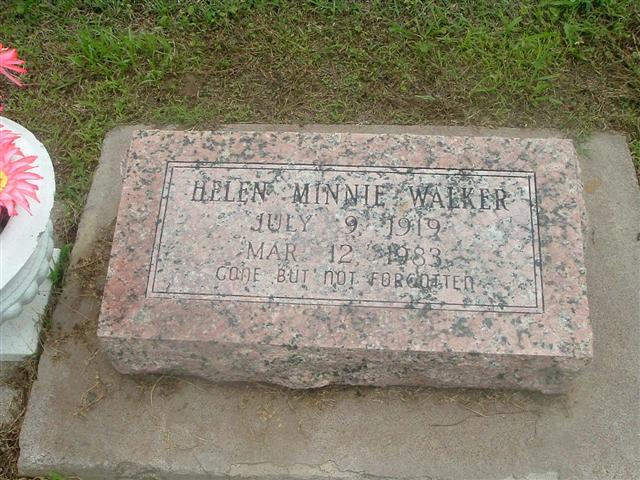 HELEN MINNIE WALKER
JULY 9, 1919
MAR 12, 1983
GONE BUT NOT FORGOTTEN